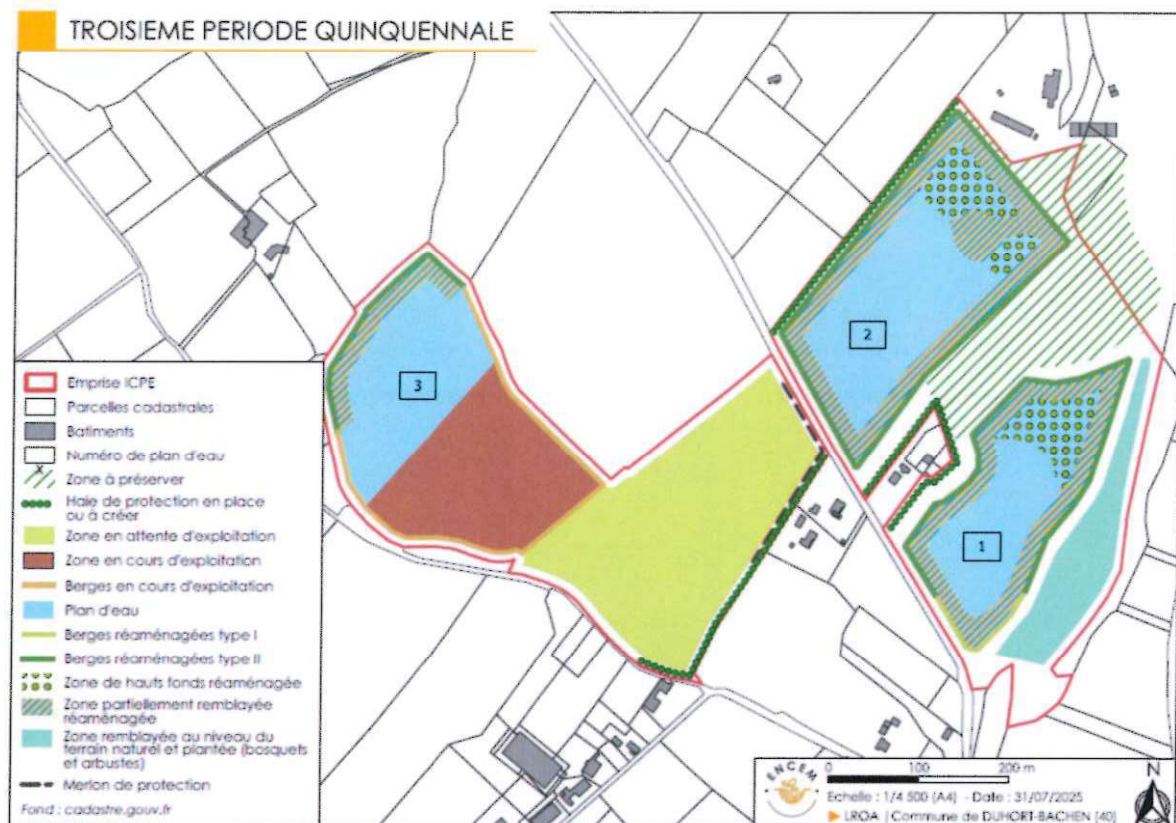 TROISIEME PERIODE QUINQUENNALE
2
3
1
Emprise ICPE
Parcelles cadastrales
Batiments
Numéro de plan d'eau
Zone à préserver
Haie de protection en place
ou à créer
Zone en attente d'exploitation
Zone en cours d'exploitation
Berges en cours d'exploitation
Plan d'eau
Berges réaménagées type I
Berges réaménagées type II
Zone de hauts fonds réaménagée
Zone partiellement remblayée
réaménagée
Zone remblayée au niveau du
terrain naturel et plantée (bosquets
et arbustes)
Merlon de protection
Fond : cadastre.gouv.fr
ENCEM
0 100 200 m
N
Echelle : 1/4 500 (A4) - Date : 31/07/2025
LROA | Commune de DUHORT-BACHEN (40)